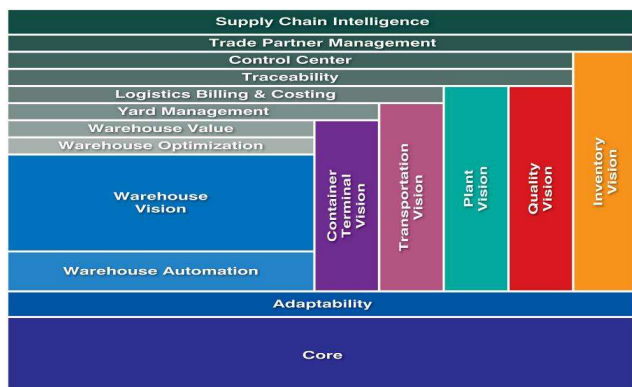 Supply Chain Intelligence
Trade Partner Management
Control Center
Traceability
Logistics Billing & Costing
Yard Management
Warehouse Value
Warehouse Optimization
Warehouse
Vision
Warehouse Automation
Container
Terminal
Vision
Transportation
Vision
Plant
Vision
Quality
Vision
Inventory
Vision
Adaptability
Core